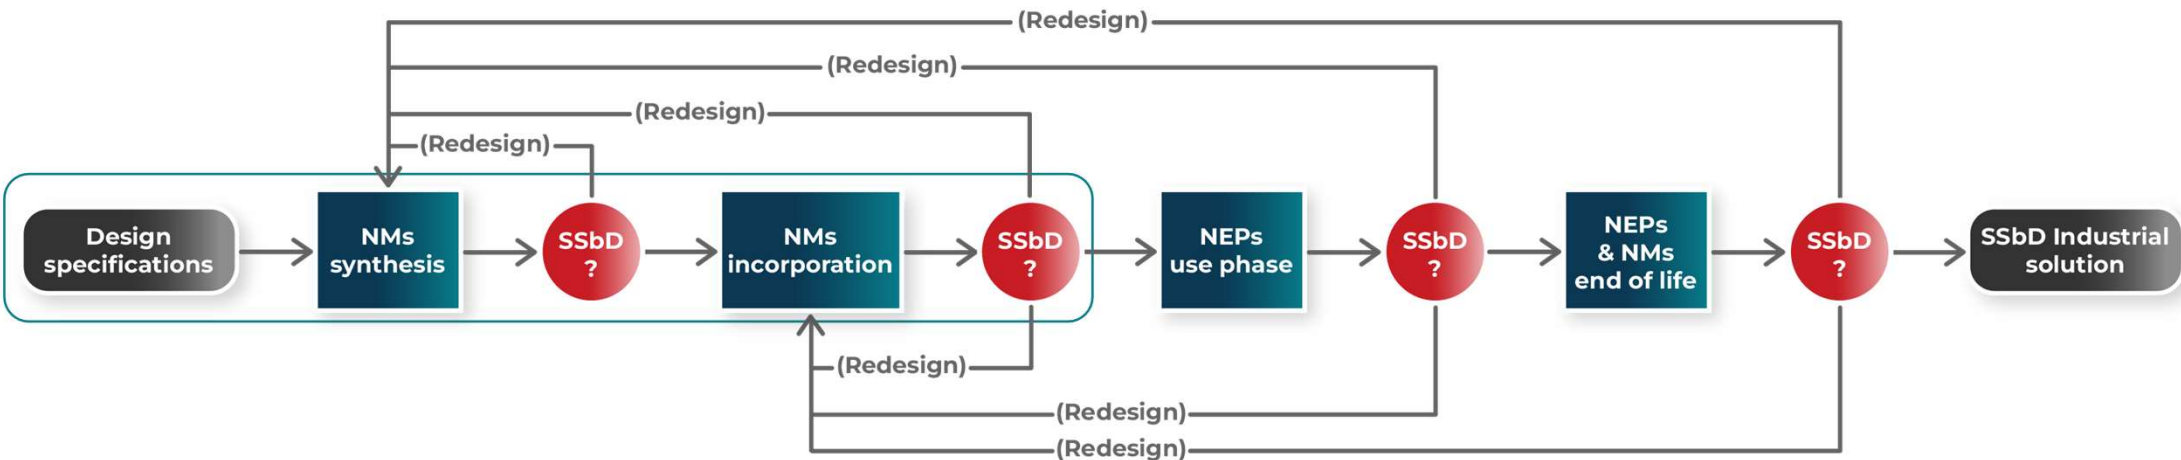 (Redesign)
(Redesign)
(Redesign)
(Redesign)
Design
specifications
NMs
synthesis
SSbD
?
NMs
incorporation
SSbD
?
NEPs
use phase
SSbD
?
NEPs
& NMs
end of life
SSbD
?
SSbD Industrial
solution
(Redesign)
(Redesign)
(Redesign)